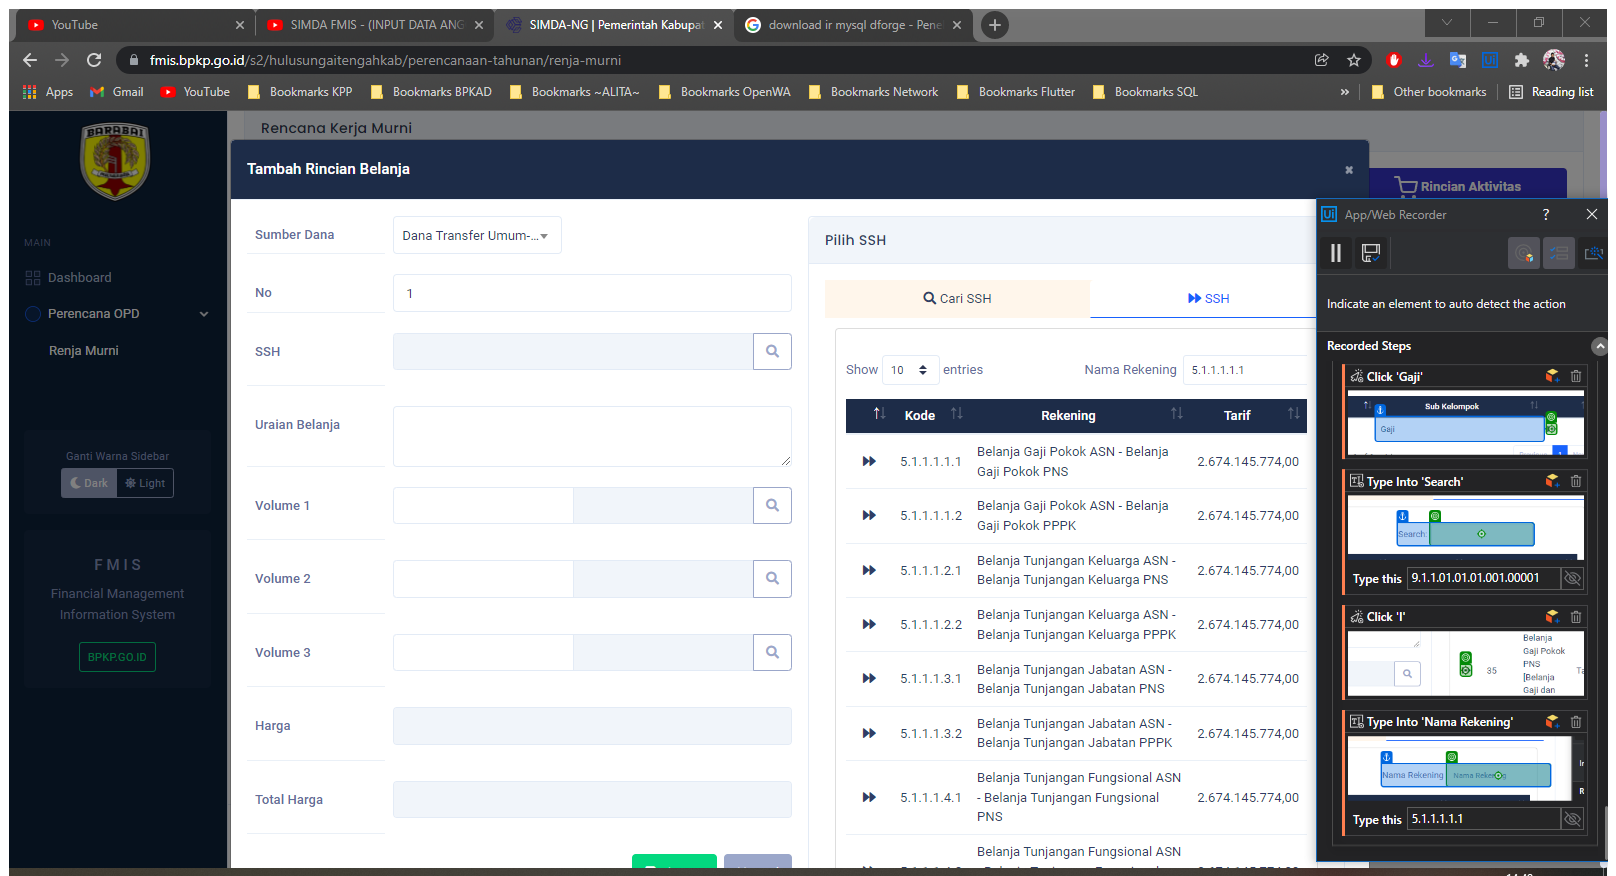 YouTube
SIMDA FMIS - (INPUT DATA ANG
SIMDA-NG | Pemerintah Kabupat
download ir mysql dforge - Pene
fmis.bpkp.go.id/s2/hulusungaitengahkab/perencanaan-tahunan/renja-murni
Apps
Gmail
YouTube
Bookmarks KPP
Bookmarks BPKAD
Bookmarks ~ALITA~
Bookmarks OpenWA
Bookmarks Network
Bookmarks Flutter
Bookmarks SQL
»
Other bookmarks
Reading list
BARABAI
MAIN
Dashboard
Perencana OPD
Renja Murni
Ganti Warna Sidebar
Dark
Light
FMIS
Financial Management
Information System
BPKP.GO.ID
Rencana Kerja Murni
Rincian Aktivitas
Tambah Rincian Belanja
Sumber Dana
Dana Transfer Umum-...
No
1
SSH
Uraian Belanja
Volume 1
Volume 2
Volume 3
Harga
Total Harga
Pilih SSH
Cari SSH
SSH
Show 10 entries
Nama Rekening 5.1.1.1.1.1
Kode Rekening Tarif
5.1.1.1.1.1 Belanja Gaji Pokok ASN - Belanja 2.674.145.774,00
Gaji Pokok PNS
5.1.1.1.1.2 Belanja Gaji Pokok ASN - Belanja 2.674.145.774,00
Gaji Pokok PPPK
5.1.1.1.2.1 Belanja Tunjangan Keluarga ASN - 2.674.145.774,00
Belanja Tunjangan Keluarga PNS
5.1.1.1.2.2 Belanja Tunjangan Keluarga ASN - 2.674.145.774,00
Belanja Tunjangan Keluarga PPPK
5.1.1.1.3.1 Belanja Tunjangan Jabatan ASN - 2.674.145.774,00
Belanja Tunjangan Jabatan PNS
5.1.1.1.3.2 Belanja Tunjangan Jabatan ASN - 2.674.145.774,00
Belanja Tunjangan Jabatan PPPK
5.1.1.1.4.1 Belanja Tunjangan Fungsional ASN 2.674.145.774,00
- Belanja Tunjangan Fungsional
PNS
Belanja Tunjangan Fungsional ASN
Ui App/Web Recorder ?
Indicate an element to auto detect the action
Recorded Steps
Click 'Gaji'
Sub Kelompok
Gaji
Type Into 'Search'
Search:
Type this 9.1.1.01.01.01.001.00001
Click 'I'
Belanja
Gaji Pokok
PNS
35
[Belanja
Gaji dan
Type Into 'Nama Rekening'
Nama Rekening
Type this 5.1.1.1.1.1